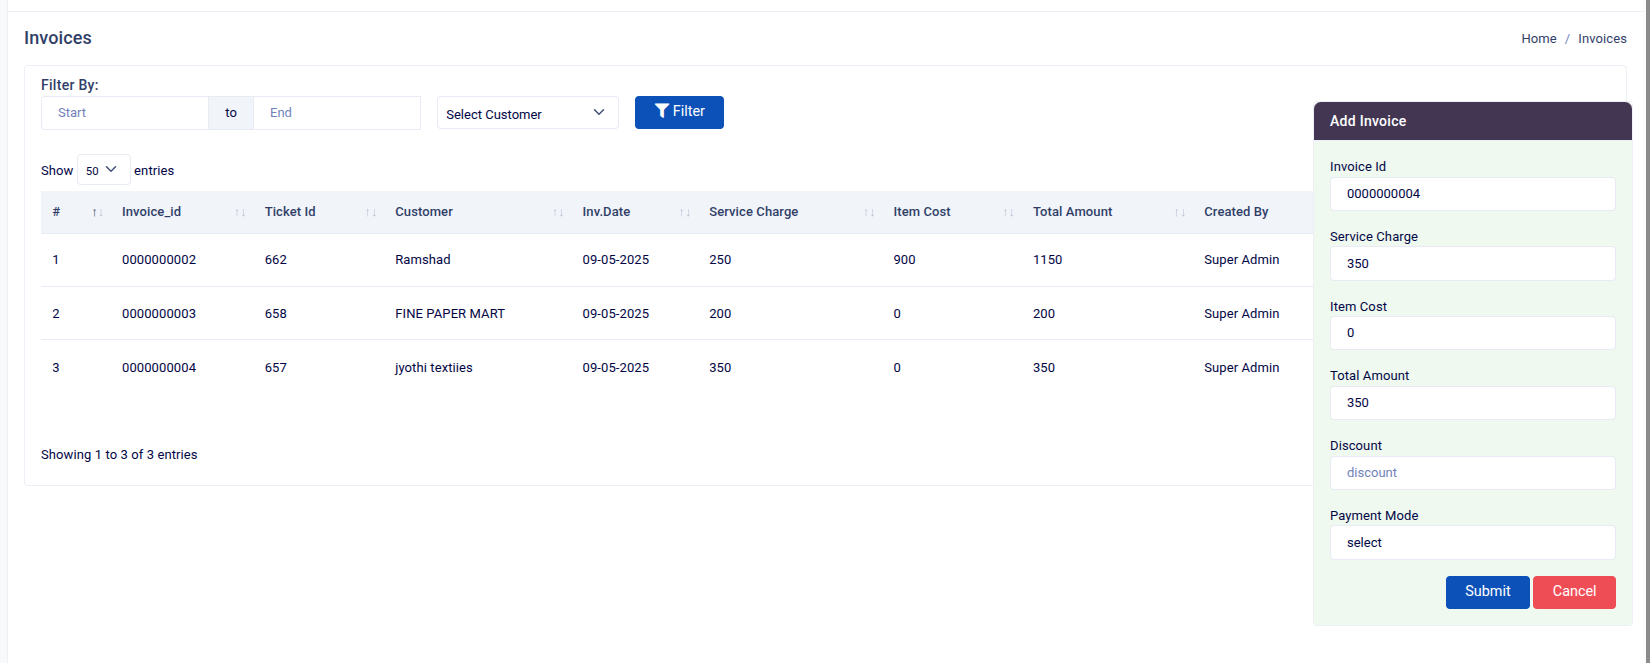 Invoices
Home / Invoices
Filter By:
Start to End Select Customer Filter
Show 50 entries
# Invoice_id Ticket Id Customer Inv.Date Service Charge Item Cost Total Amount Created By
1 0000000002 662 Ramshad 09-05-2025 250 900 1150 Super Admin
2 0000000003 658 FINE PAPER MART 09-05-2025 200 0 200 Super Admin
3 0000000004 657 jyothi textiies 09-05-2025 350 0 350 Super Admin
Showing 1 to 3 of 3 entries
Add Invoice
Invoice Id
0000000004
Service Charge
350
Item Cost
0
Total Amount
350
Discount
discount
Payment Mode
select
Submit Cancel